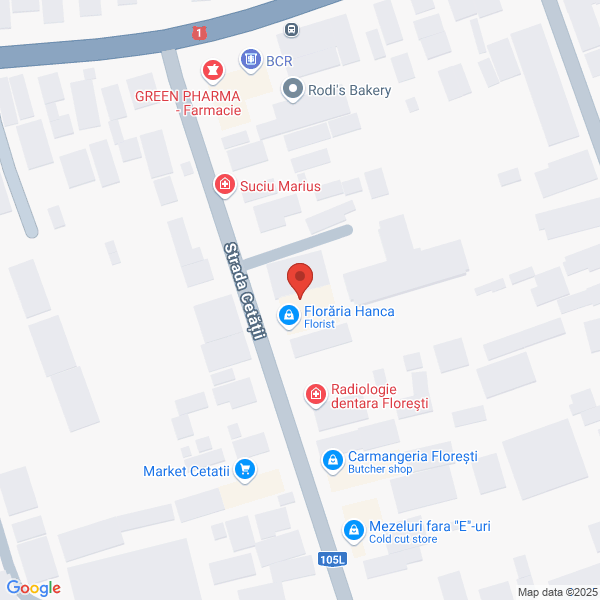 1
BCR
GREEN PHARMA
- Farmacie
Rodi's Bakery
Suciu Marius
Strada Cetății
Florăria Hanca
Florist
Radiologie
dentara Floreşti
Carmangeria Florești
Butcher shop
Market Cetatii
Mezeluri fara "E"-uri
Cold cut store
105L
Google
Map data ©2025